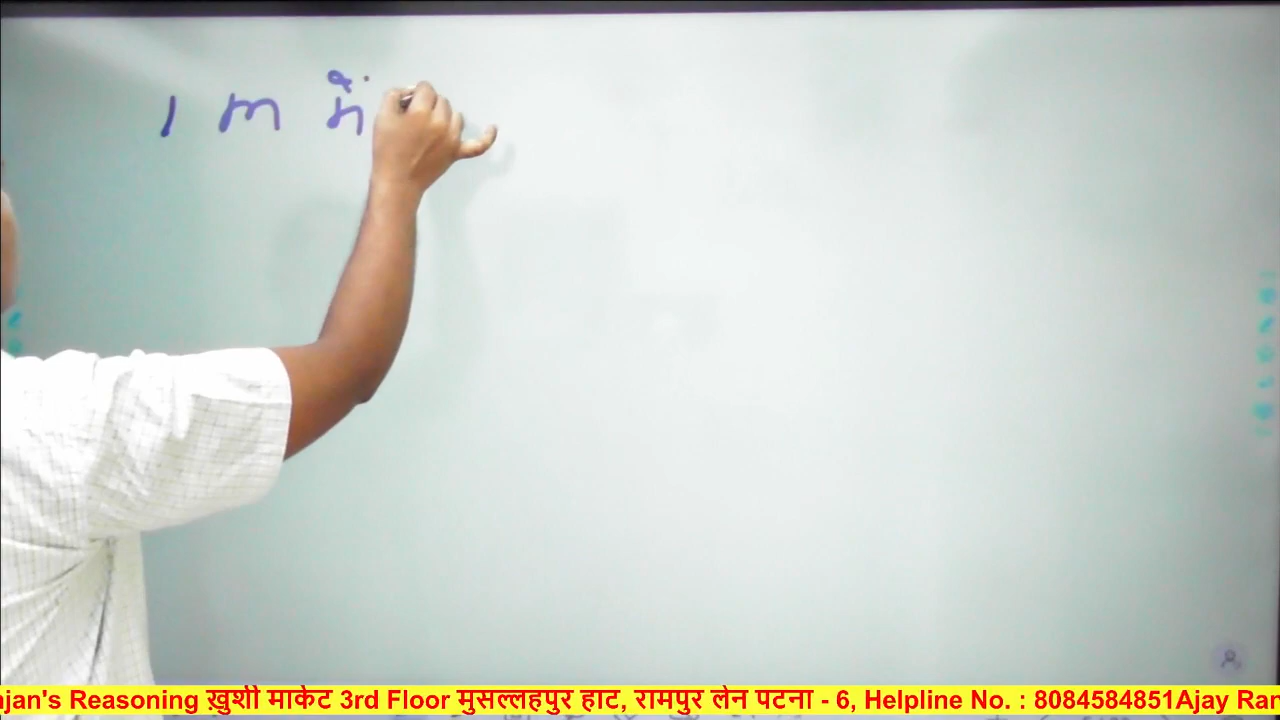 1 m में
jan's Reasoning ख़ुशी मार्केट 3rd Floor मुसल्लहपुर हाट, रामपुर लेन पटना - 6, Helpline No. : 8084584851Ajay Ran